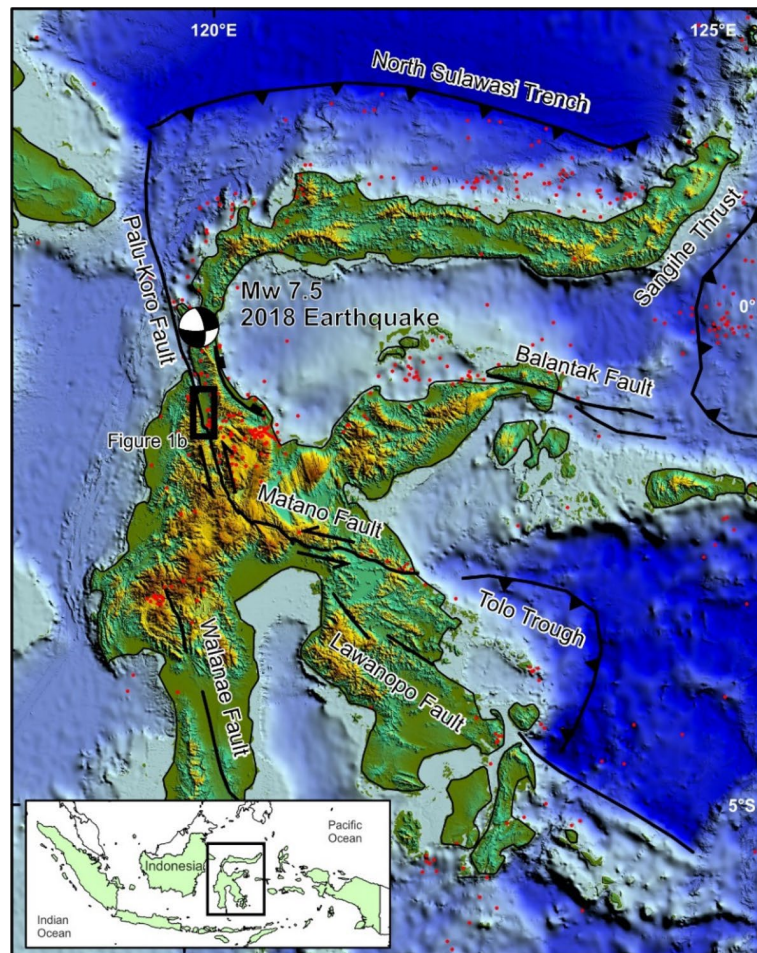 120°E
125°E
North Sulawasi Trench
Palu-Koro Fault
Sangihe Thrust
Mw 7.5
2018 Earthquake
0°
Balantak Fault
Figure 1b
Matano Fault
Tolo Trough
Walanae Fault
Lawanopo Fault
5°S
Pacific
Ocean
Indonesia
Indian
Ocean